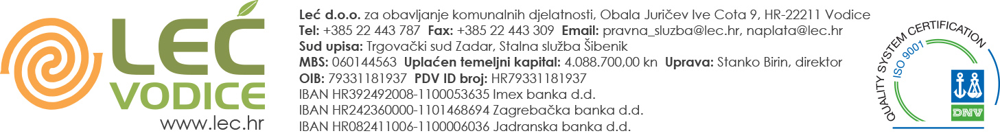 LEĆ
VODICE
www.lec.hr
Leć d.o.o. za obavljanje komunalnih djelatnosti, Obala Juričev Ive Cota 9, HR-22211 Vodice
Tel: +385 22 443 787 Fax: +385 22 443 309 Email: pravna_sluzba@lec.hr, naplata@lec.hr
Sud upisa: Trgovački sud Zadar, Stalna služba Šibenik
MBS: 060144563 Uplaćen temeljni kapital: 4.088.700,00 kn Uprava: Stanko Birin, direktor
OIB: 79331181937 PDV ID broj: HR79331181937
IBAN HR392492008-1100053635 Imex banka d.d.
IBAN HR242360000-1101468694 Zagrebačka banka d.d.
IBAN HR082411006-1100006036 Jadranska banka d.d.
QUALITY SYSTEM CERTIFICATION
ISO 9001
DNV